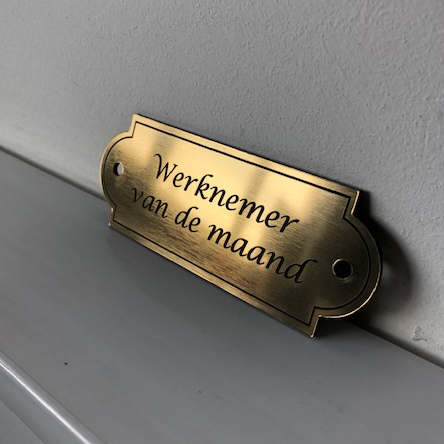 Werknemer
van de maand